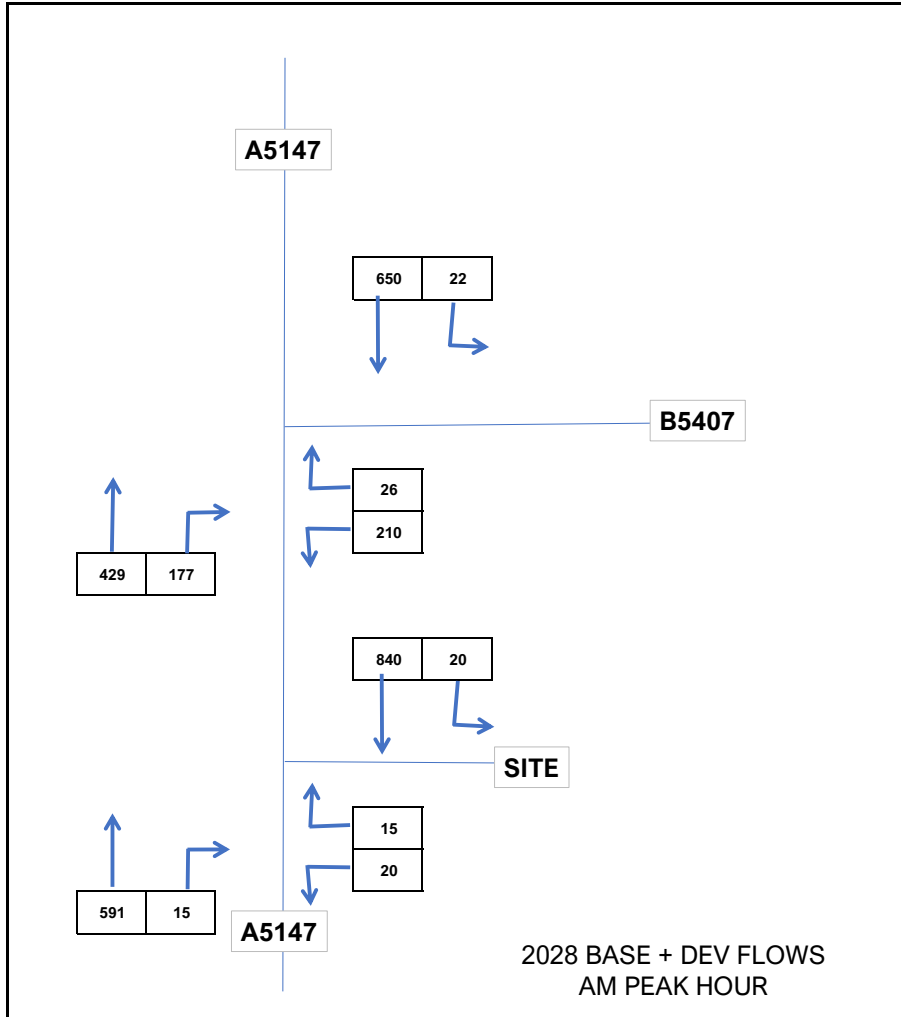 A5147
650 22
B5407
26
210
429 177
840 20
SITE
15
20
591 15
A5147
2028 BASE + DEV FLOWS
AM PEAK HOUR